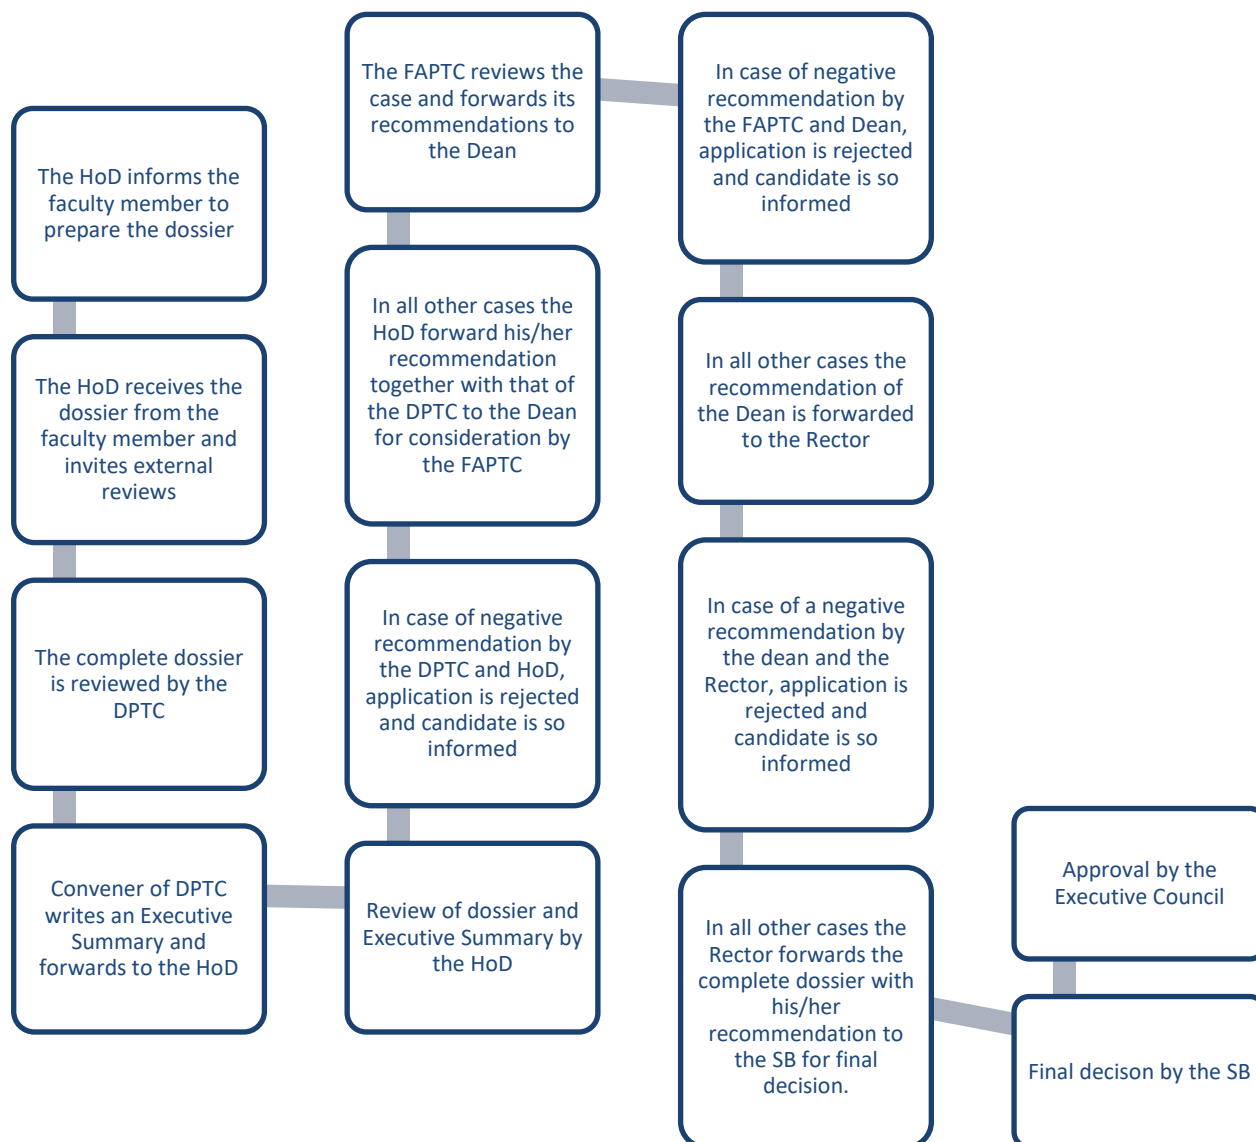 The HoD informs the
faculty member to
prepare the dossier
The HoD receives the
dossier from the
faculty member and
invites external
reviews
The complete dossier
is reviewed by the
DPTC
Convener of DPTC
writes an Executive
Summary and
forwards to the HoD
Review of dossier and
Executive Summary by
the HoD
In case of negative
recommendation by
the DPTC and HoD,
application is rejected
and candidate is so
informed
In all other cases the
HoD forward his/her
recommendation
together with that of
the DPTC to the Dean
for consideration by
the FAPTC
The FAPTC reviews the
case and forwards its
recommendations to
the Dean
In case of negative
recommendation by
the FAPTC and Dean,
application is rejected
and candidate is so
informed
In all other cases the
recommendation of
the Dean is forwarded
to the Rector
In case of a negative
recommendation by
the dean and the
Rector, application is
rejected and
candidate is so
informed
In all other cases the
Rector forwards the
complete dossier with
his/her
recommendation to
the SB for final
decision.
Final decison by the SB
Approval by the
Executive Council